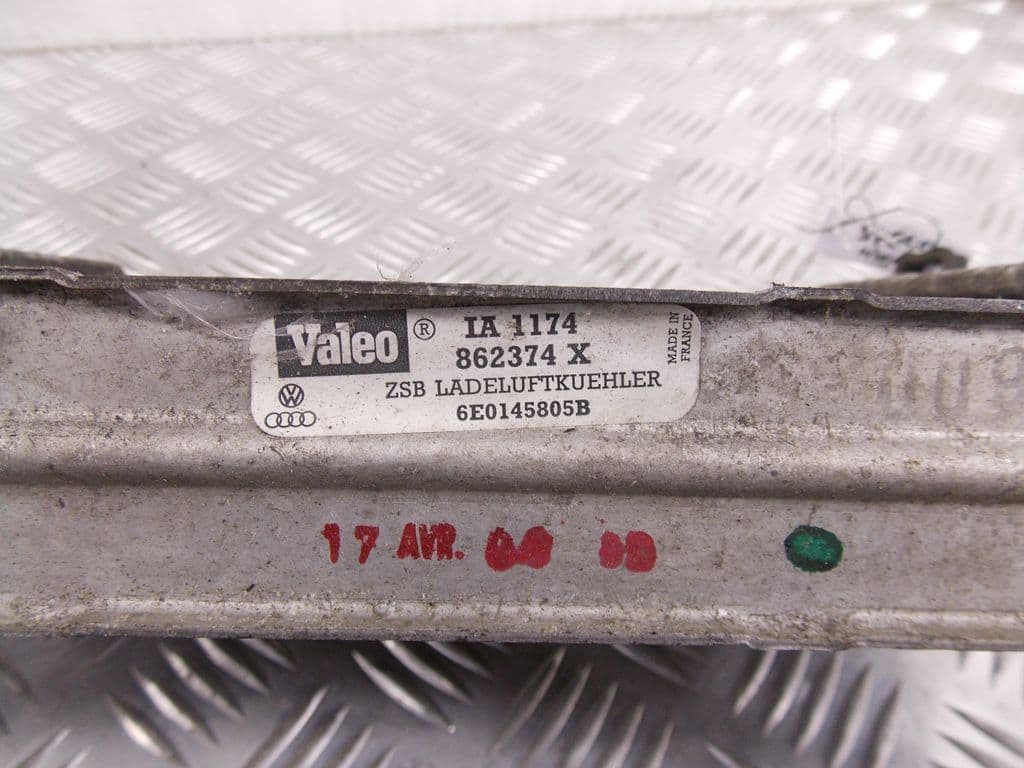 Valeo ® IA 1174
862374 X
MADE IN
FRANCE
ZSB LADELUFTKUEHLER
6E0145805B
17 AVR.